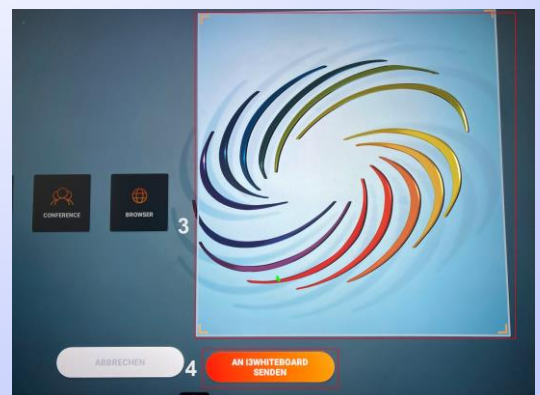 CONFERENCE
BROWSER
3
ABBRECHEN
4
AN I3WHITEBOARD
SENDEN